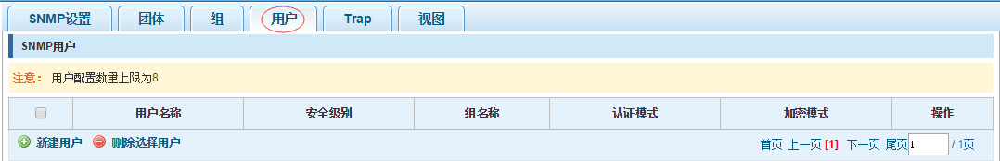 SNMP设置 团体 组 用户 Trap 视图
SNMP用户
注意： 用户配置数量上限为8
用户名称 安全级别 组名称 认证模式 加密模式 操作
新建用户 删除选择用户 首页 上一页 [1] 下一页 尾页 1 / 1页